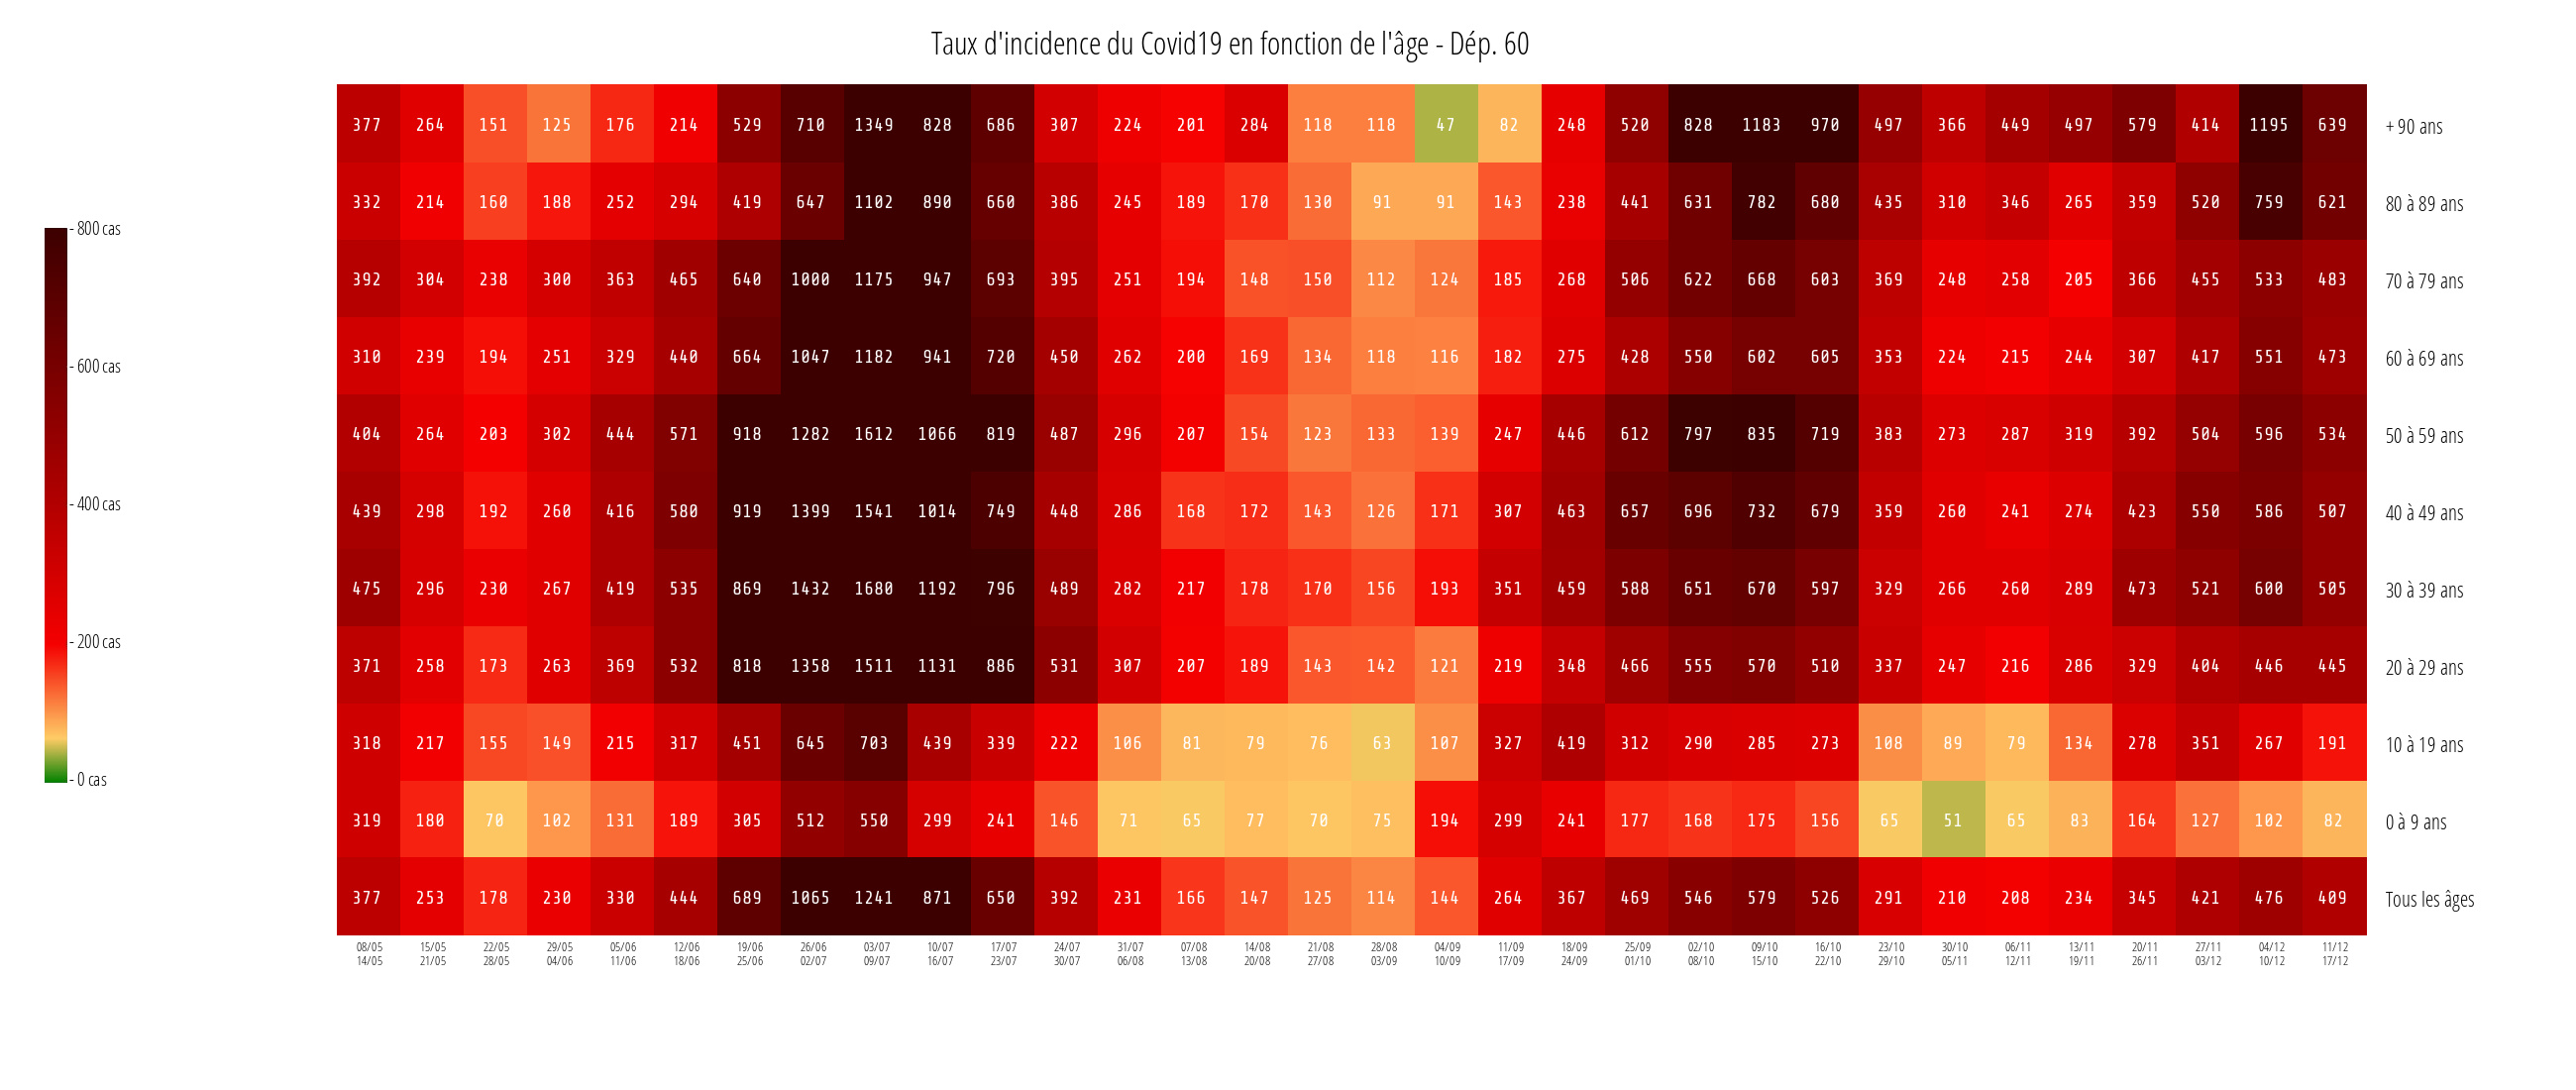 Taux d'incidence du Covid19 en fonction de l'âge - Dép. 60
- 800 cas
- 600 cas
- 400 cas
- 200 cas
- 0 cas
377 264 151 125 176 214 529 710 1349 828 686 307 224 201 284 118 118 47 82 248 520 828 1183 970 497 366 449 497 579 414 1195 639 + 90 ans
332 214 160 188 252 294 419 647 1102 890 660 386 245 189 170 130 91 91 143 238 441 631 782 680 435 310 346 265 359 520 759 621 80 à 89 ans
392 304 238 300 363 465 640 1000 1175 947 693 395 251 194 148 150 112 124 185 268 506 622 668 603 369 248 258 205 366 455 533 483 70 à 79 ans
310 239 194 251 329 440 664 1047 1182 941 720 450 262 200 169 134 118 116 182 275 428 550 602 605 353 224 215 244 307 417 551 473 60 à 69 ans
404 264 203 302 444 571 918 1282 1612 1066 819 487 296 207 154 123 133 139 247 446 612 797 835 719 383 273 287 319 392 504 596 534 50 à 59 ans
439 298 192 260 416 580 919 1399 1541 1014 749 448 286 168 172 143 126 171 307 463 657 696 732 679 359 260 241 274 423 550 586 507 40 à 49 ans
475 296 230 267 419 535 869 1432 1680 1192 796 489 282 217 178 170 156 193 351 459 588 651 670 597 329 266 260 289 473 521 600 505 30 à 39 ans
371 258 173 263 369 532 818 1358 1511 1131 886 531 307 207 189 143 142 121 219 348 466 555 570 510 337 247 216 286 329 404 446 445 20 à 29 ans
318 217 155 149 215 317 451 645 703 439 339 222 106 81 79 76 63 107 327 419 312 290 285 273 108 89 79 134 278 351 267 191 10 à 19 ans
319 180 70 102 131 189 305 512 550 299 241 146 71 65 77 70 75 194 299 241 177 168 175 156 65 51 65 83 164 127 102 82 0 à 9 ans
377 253 178 230 330 444 689 1065 1241 871 650 392 231 166 147 125 114 144 264 367 469 546 579 526 291 210 208 234 345 421 476 409 Tous les âges
08/05 15/05 22/05 29/05 05/06 12/06 19/06 26/06 03/07 10/07 17/07 24/07 31/07 07/08 14/08 21/08 28/08 04/09 11/09 18/09 25/09 02/10 09/10 16/10 23/10 30/10 06/11 13/11 20/11 27/11 04/12 11/12
14/05 21/05 28/05 04/06 11/06 18/06 25/06 02/07 09/07 16/07 23/07 30/07 06/08 13/08 20/08 27/08 03/09 10/09 17/09 24/09 01/10 08/10 15/10 22/10 29/10 05/11 12/11 19/11 26/11 03/12 10/12 17/12